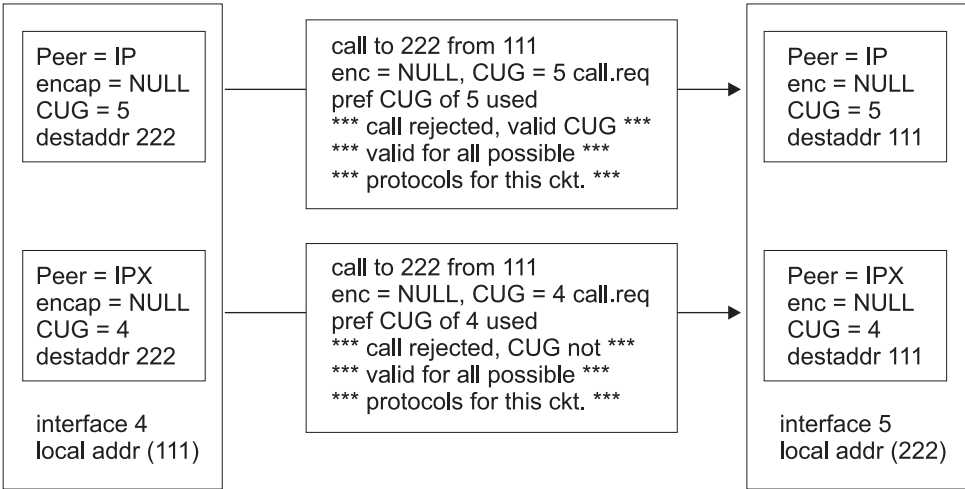 Peer = IP
encap = NULL
CUG = 5
destaddr 222
call to 222 from 111
enc = NULL, CUG = 5 call.req
pref CUG of 5 used
*** call rejected, valid CUG ***
*** valid for all possible ***
*** protocols for this ckt. ***
Peer = IP
enc = NULL
CUG = 5
destaddr 111
Peer = IPX
encap = NULL
CUG = 4
destaddr 222
call to 222 from 111
enc = NULL, CUG = 4 call.req
pref CUG of 4 used
*** call rejected, CUG not ***
*** valid for all possible ***
*** protocols for this ckt. ***
Peer = IPX
enc = NULL
CUG = 4
destaddr 111
interface 4
local addr (111)
interface 5
local addr (222)